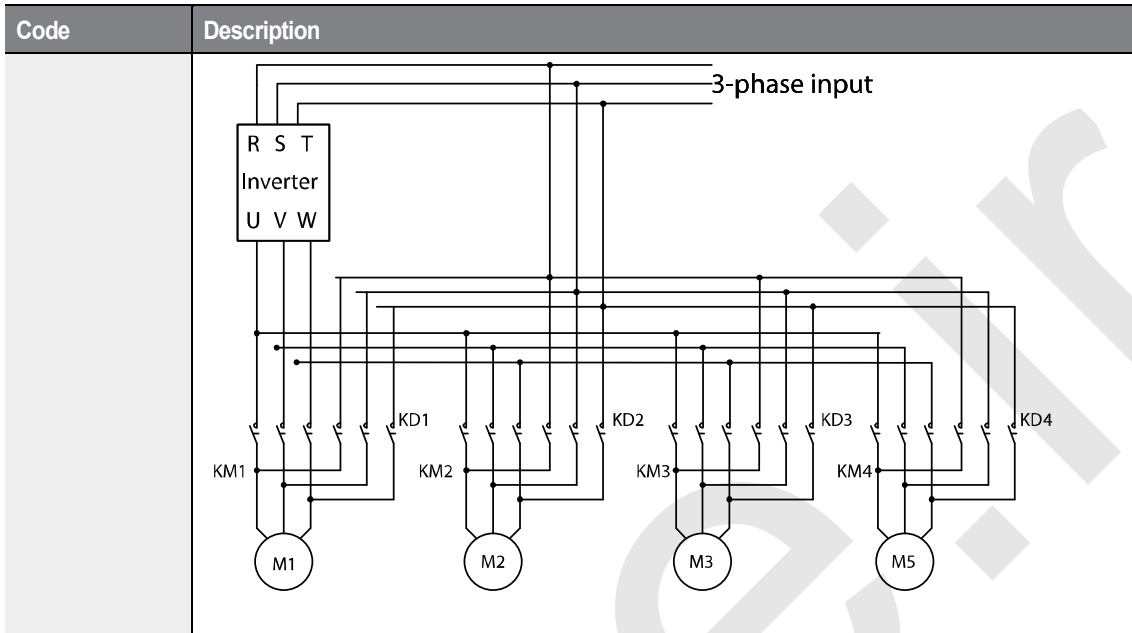 Code Description
3-phase input
R S T
Inverter
U V W
KD1 KD2 KD3 KD4
KM1 KM2 KM3 KM4
M1 M2 M3 M5